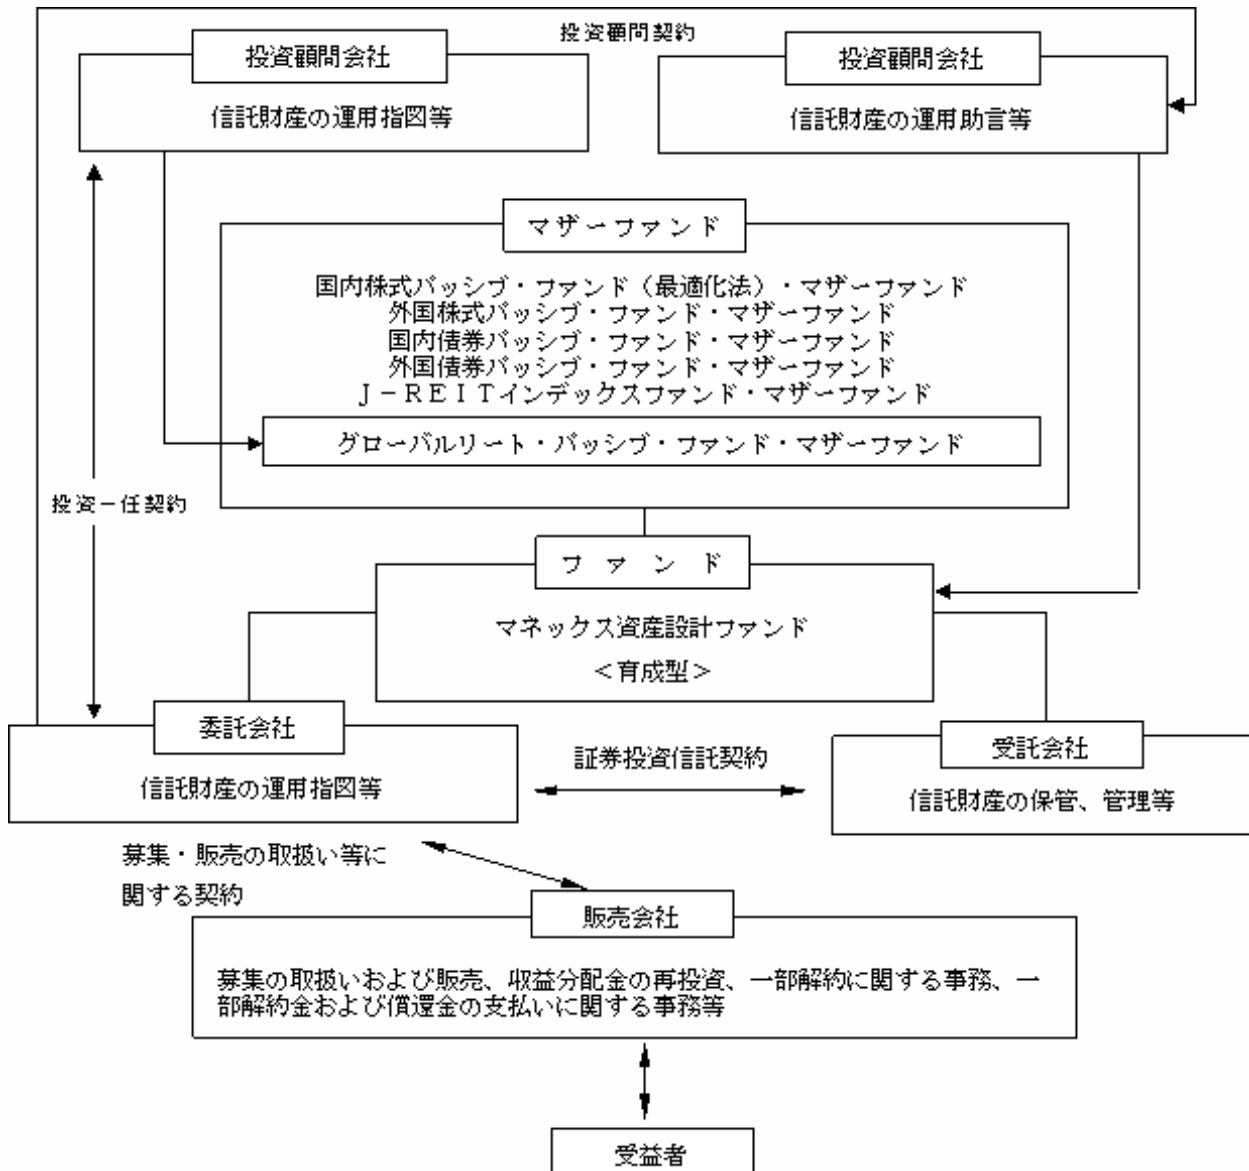 投資顧問契約
投資顧問会社
信託財産の運用指図等
投資顧問会社
信託財産の運用助言等
マザーファンド
国内株式パッシブ・ファンド（最適化法）・マザーファンド
外国株式パッシブ・ファンド・マザーファンド
国内債券パッシブ・ファンド・マザーファンド
外国債券パッシブ・ファンド・マザーファンド
Ｊ－ＲＥＩＴインデックスファンド・マザーファンド
グローバルリート・パッシブ・ファンド・マザーファンド
投資一任契約
ファンド
マネックス資産設計ファンド
＜育成型＞
委託会社
信託財産の運用指図等
証券投資信託契約
受託会社
信託財産の保管、管理等
募集・販売の取扱い等に
関する契約
販売会社
募集の取扱いおよび販売、収益分配金の再投資、一部解約に関する事務、一
部解約金および償還金の支払いに関する事務等
受益者